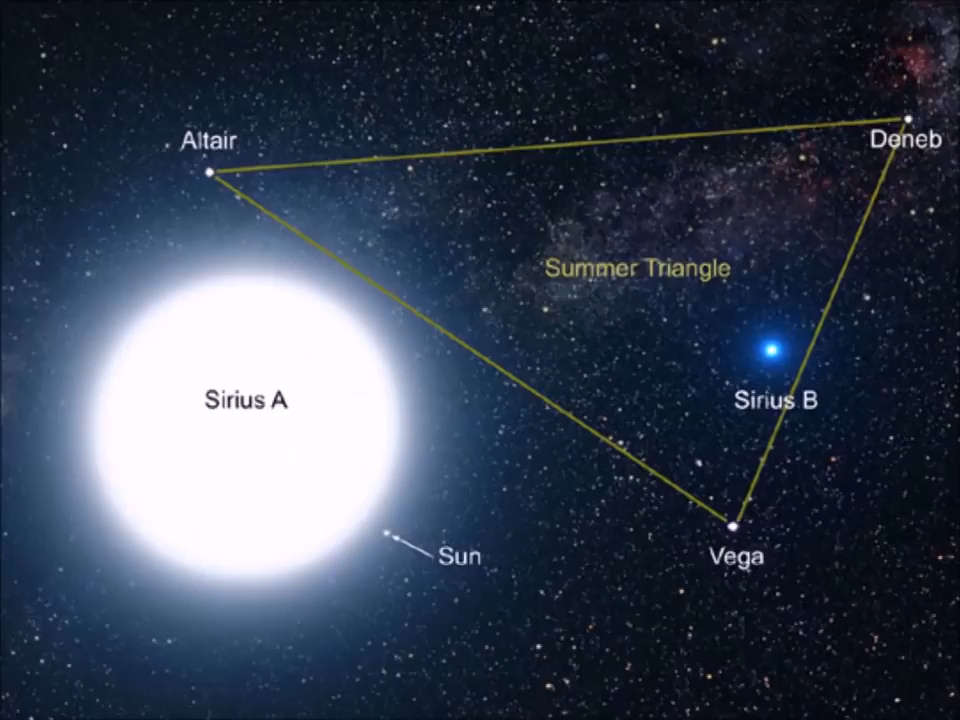 Altair
Deneb
Summer Triangle
Sirius A
Sirius B
Sun
Vega